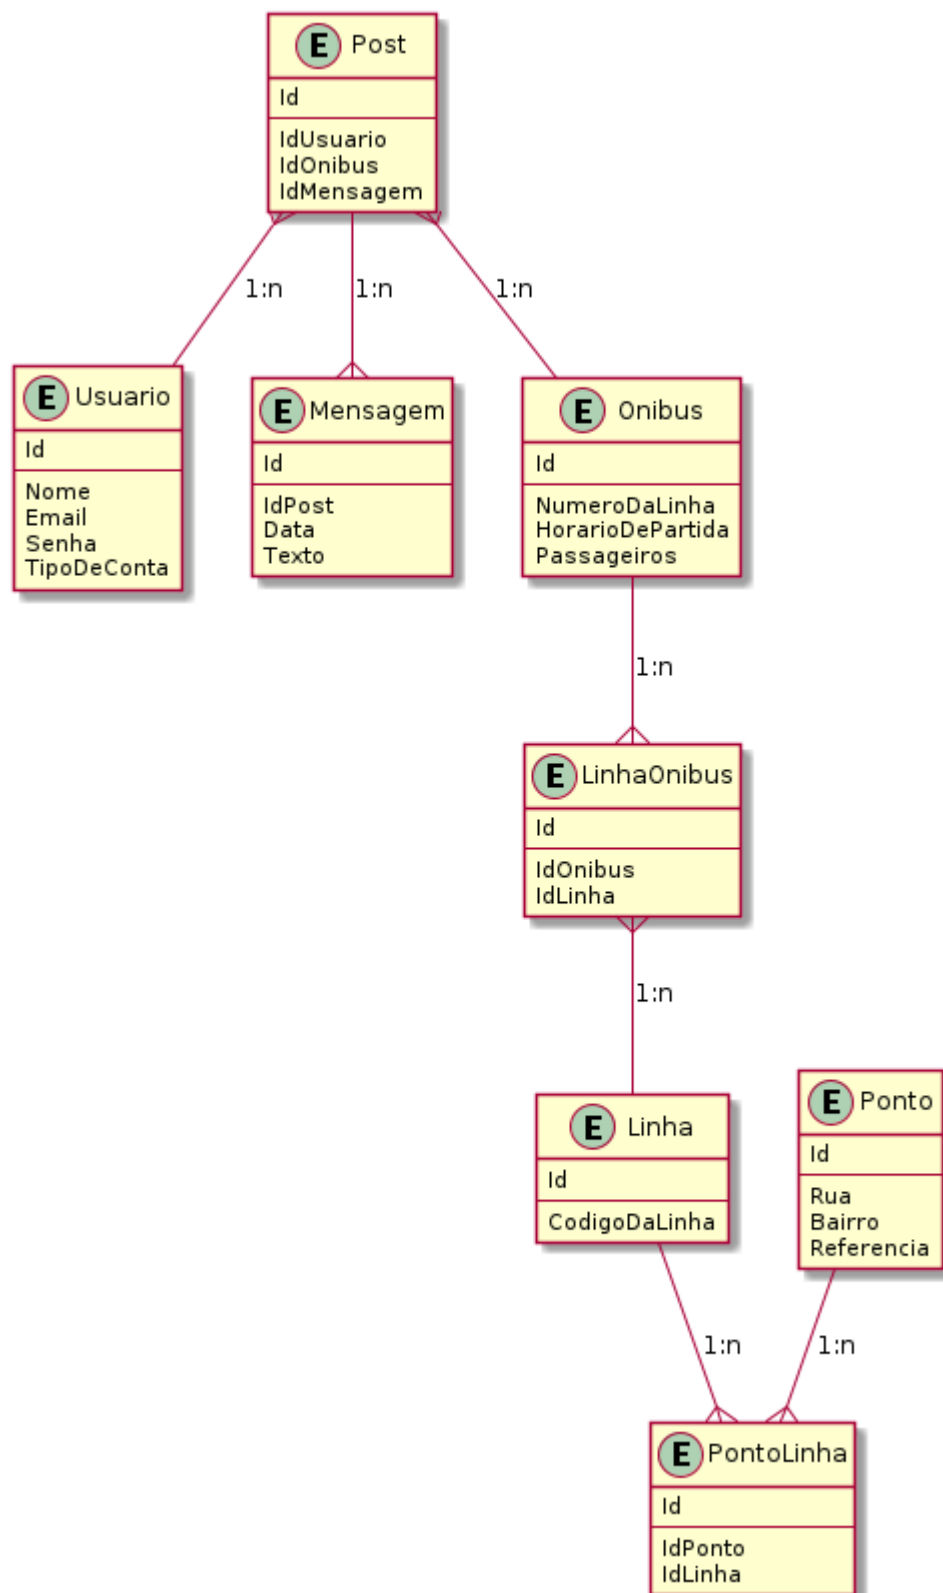 E Post
Id
IdUsuario
IdOnibus
IdMensagem
1:n
1:n
1:n
E Usuario
Id
Nome
Email
Senha
TipoDeConta
E Mensagem
Id
IdPost
Data
Texto
E Onibus
Id
NumeroDaLinha
HorarioDePartida
Passageiros
1:n
E LinhaOnibus
Id
IdOnibus
IdLinha
1:n
E Linha
Id
CodigoDaLinha
E Ponto
Id
Rua
Bairro
Referencia
1:n
1:n
E PontoLinha
Id
IdPonto
IdLinha